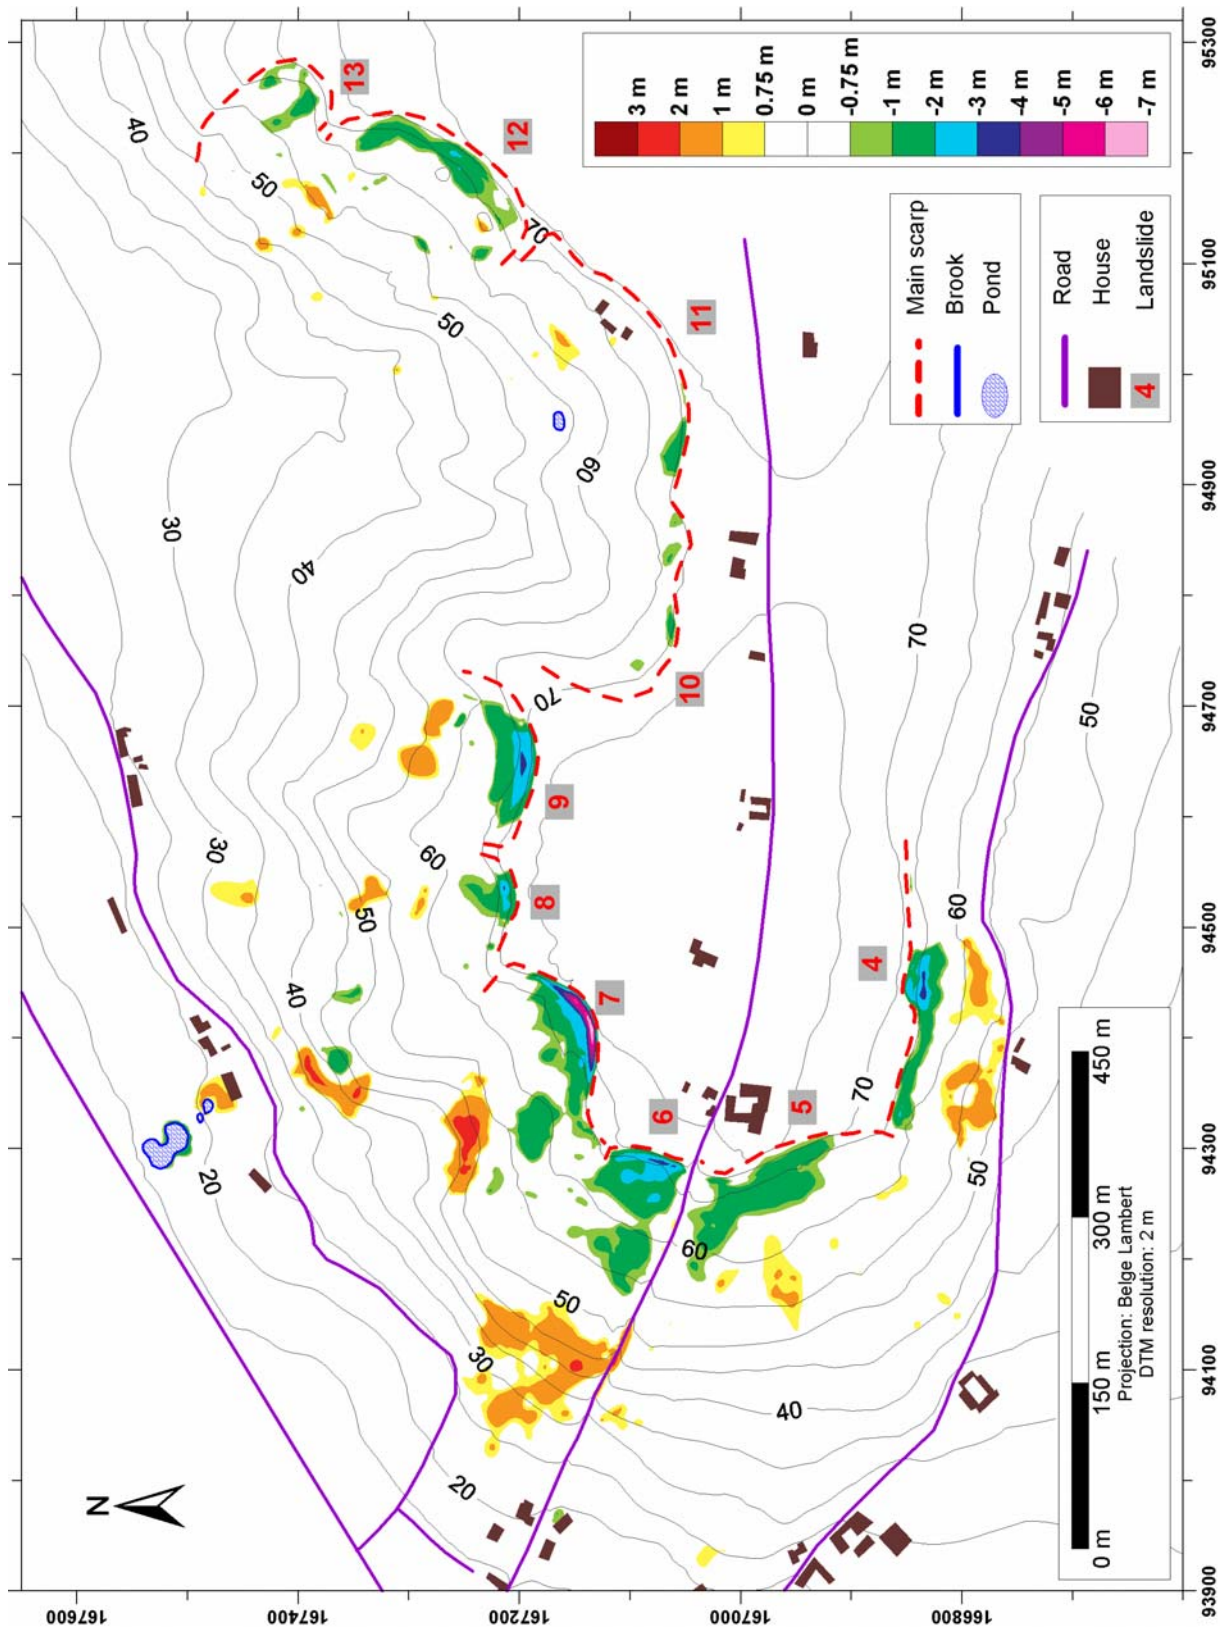 N
40
50
70
50
60
30
40
70
60
50
30
40
20
50
30
20
60
40
70
60
50
50
70
13
12
11
10
9
8
7
6
5
4
3 m
2 m
1 m
0.75 m
0 m
-0.75 m
-1 m
-2 m
-3 m
-4 m
-5 m
-6 m
-7 m
Main scarp
Brook
Pond
Road
House
4 Landslide
0 m 150 m 300 m 450 m
Projection: Belge Lambert
DTM resolution: 2 m
93900 94100 94300 94500 94700 94900 95100 95300
167600
167400
167200
167000
166800